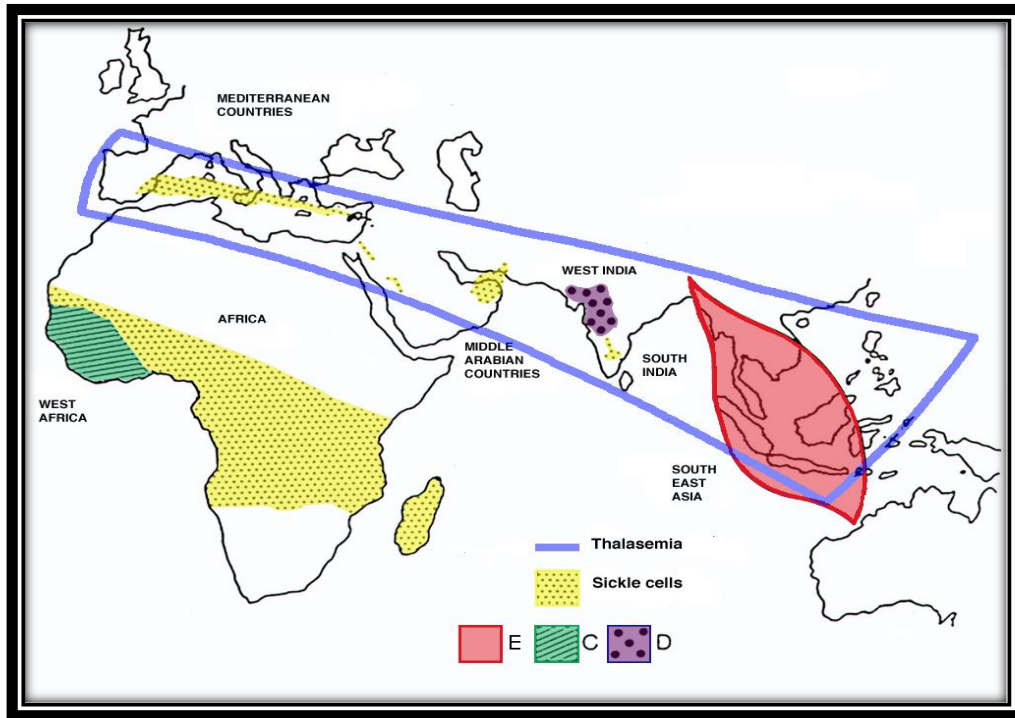 MEDITERRANEAN
COUNTRIES
WEST INDIA
AFRICA
MIDDLE
ARABIAN
COUNTRIES
SOUTH
INDIA
WEST
AFRICA
SOUTH
EAST
ASIA
Thalasemia
Sickle cells
E
C
D